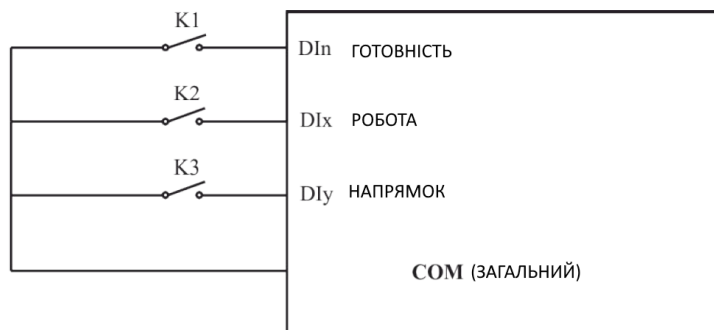 K1
DIn ГОТОВНІСТЬ
K2
DIx РОБОТА
K3
DIy НАПРЯМОК
COM (ЗАГАЛЬНИЙ)